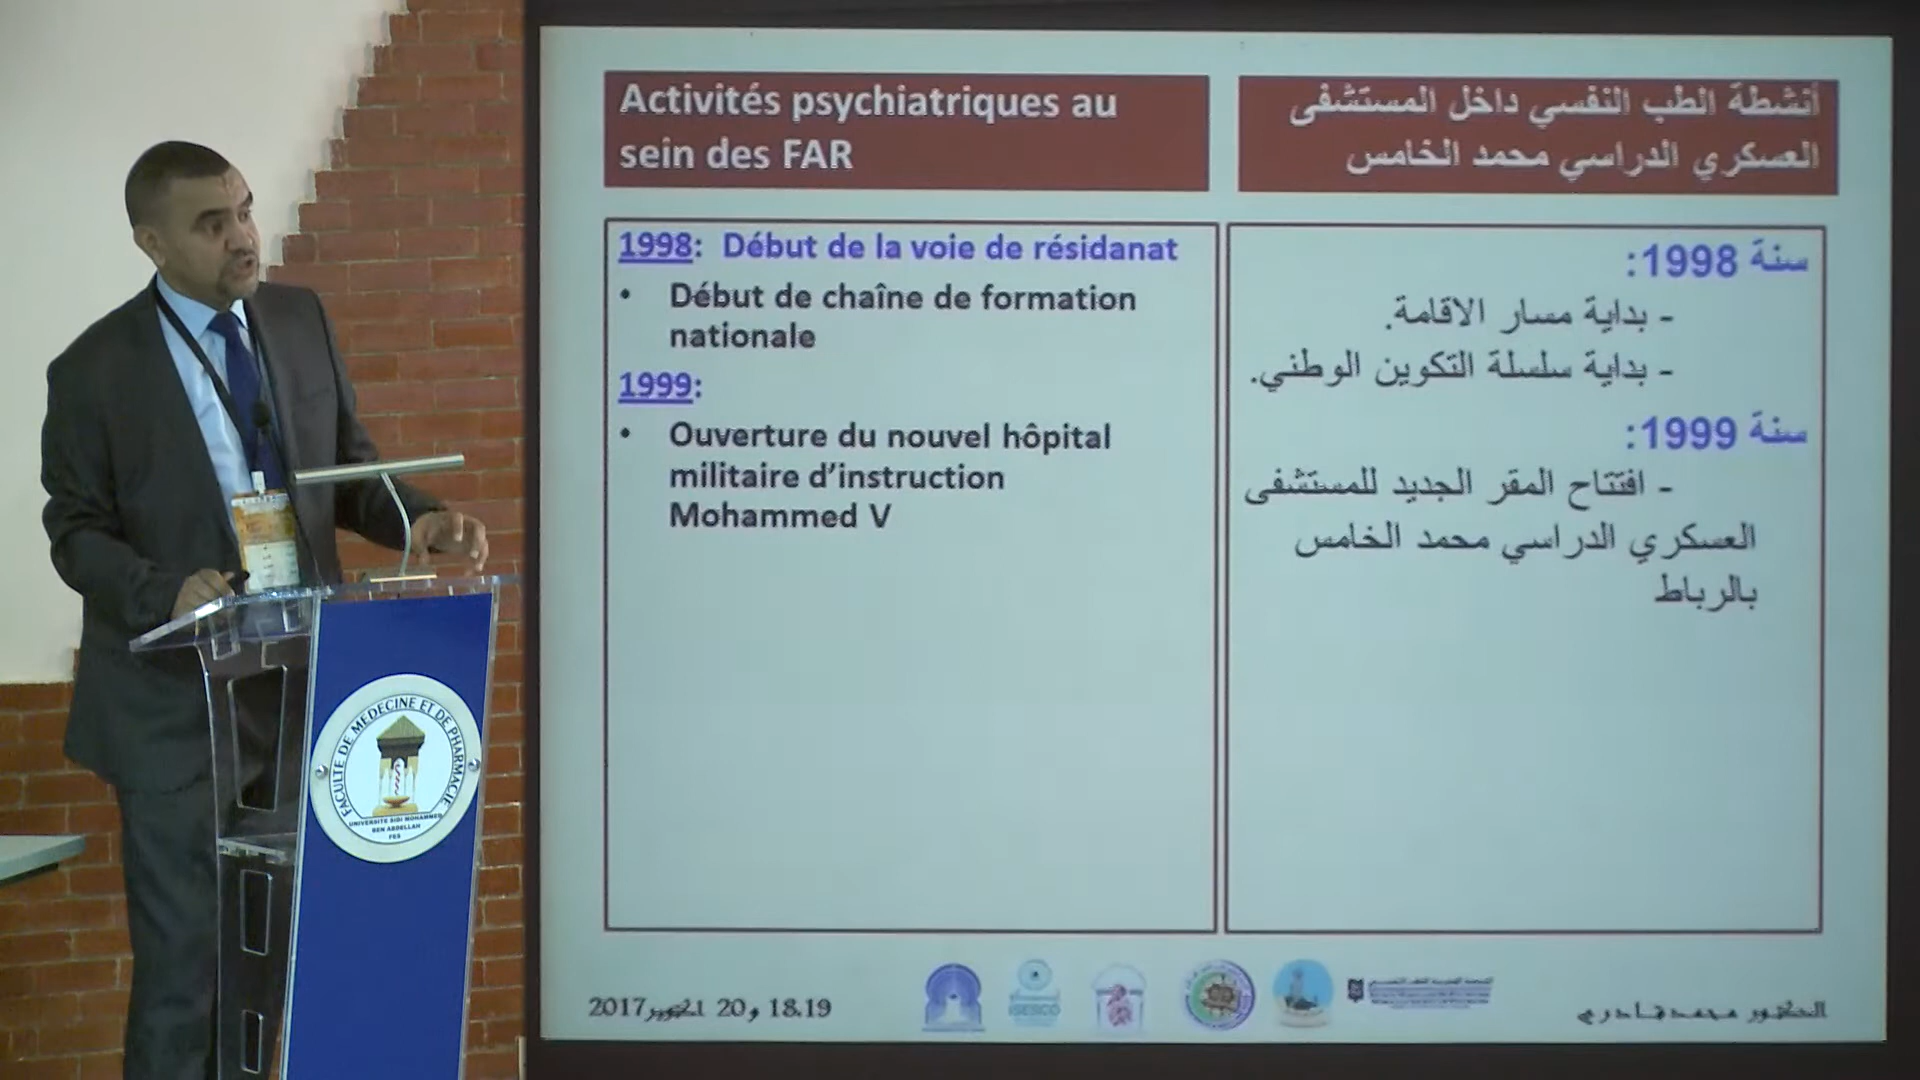 Activités psychiatriques au
sein des FAR
أنشطة الطب النفسي داخل المستشفى
العسكري الدراسي محمد الخامس
1998: Début de la voie de résidanat
• Début de chaîne de formation
nationale
1999:
• Ouverture du nouvel hôpital
militaire d’instruction
Mohammed V
سنة 1998:
- بداية مسار الاقامة.
- بداية سلسلة التكوين الوطني.
سنة 1999:
- افتتاح المقر الجديد للمستشفى
العسكري الدراسي محمد الخامس
بالرباط
18.19 و 20 اكتوبر 2017
ISESCO
الدكتور محمد قادري
FACULTE DE MEDECINE ET DE PHARMACIE
UNIVERSITE SIDI MOHAMMED
BEN ABDELLAH
FES